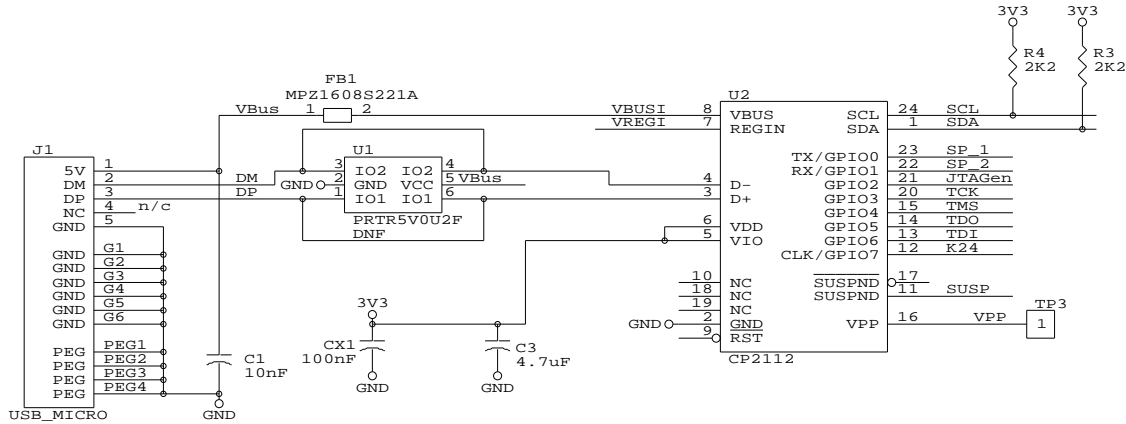 3V3 3V3
R4 2K2
R3 2K2
FB1
MPZ1608S221A
VBus 1 2
U2
VBUSI 8 VBUS SCL 24 SCL
VREGI 7 REGIN SDA 1 SDA
J1
U1
5V 1
DM 2 DM
DP 3 DP
NC 4 n/c
GND 5
3 IO2 IO2 4
GND 2 GND VCC 5 VBus
1 IO1 IO1 6
PRTR5V0U2F
DNF
TX/GPIO0 23 SP_1
RX/GPIO1 22 SP_2
4 D- GPIO2 21 JTAGen
3 D+ GPIO3 20 TCK
GPIO4 15 TMS
6 VDD GPIO5 14 TDO
5 VIO GPIO6 13 TDI
CLK/GPIO7 12 K24
GND G1
GND G2
GND G3
GND G4
GND G5
GND G6
10 NC SUSPND 17
18 NC SUSPND 11 SUSP
19 NC
GND 2 GND VPP 16 VPP
9 RST
TP3
1
CP2112
3V3
CX1
100nF
GND
C3
4.7uF
GND
PEG PEG1
PEG PEG2
PEG PEG3
PEG PEG4
C1
10nF
GND
USB_MICRO